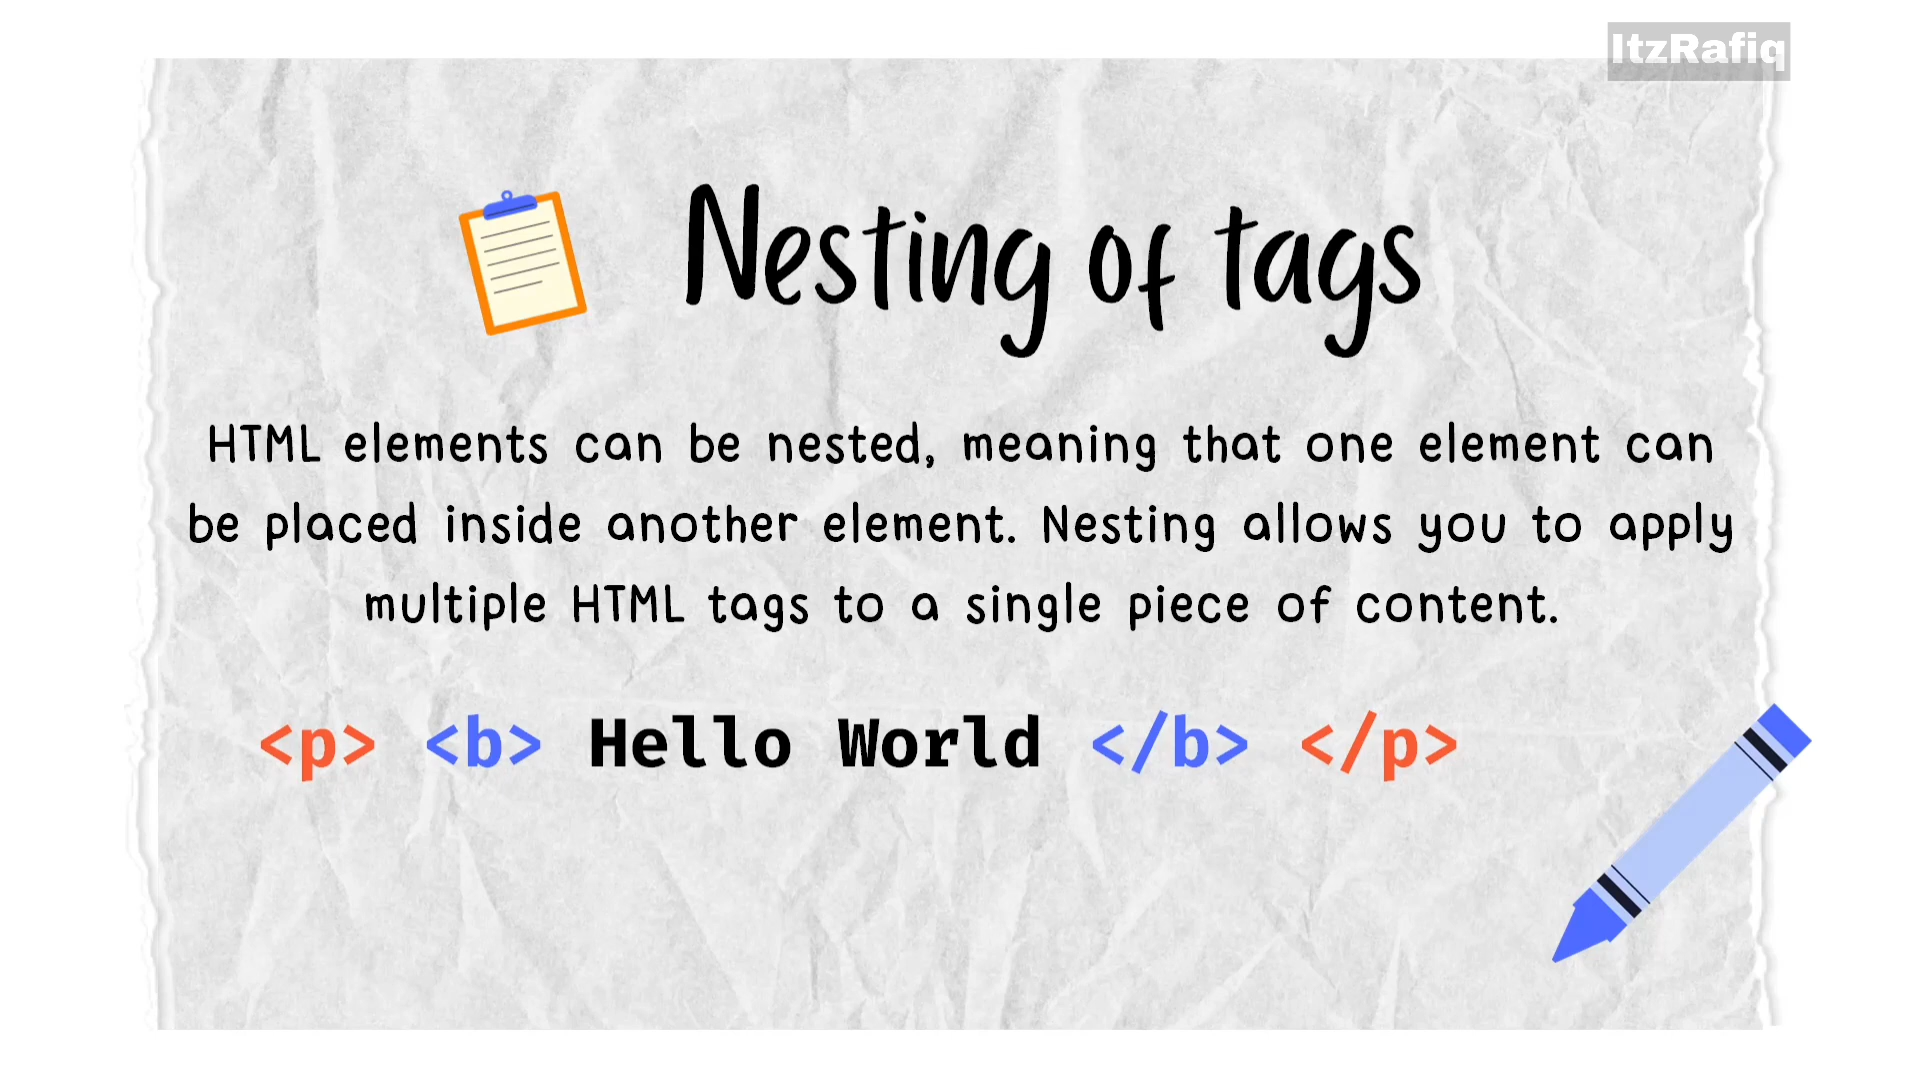 ItzRafiq
Nesting of tags
HTML elements can be nested, meaning that one element can
be placed inside another element. Nesting allows you to apply
multiple HTML tags to a single piece of content.
<p> <b> Hello World </b> </p>